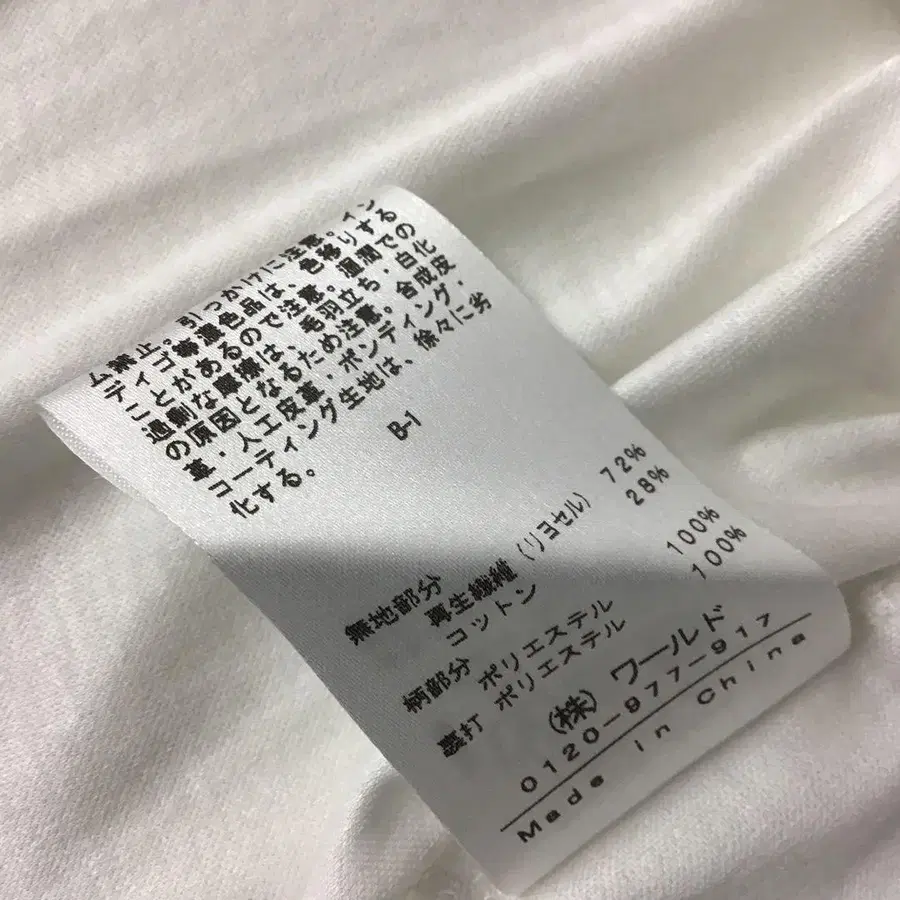 ム禁止。引っかけに注意。イン
ディゴ等濃色品は、色移りする
ことがあるので注意。湿潤での
過剰な摩擦は、毛羽立ち・白化
の原因となるため注意。合成皮
革・人工皮革・ボンディング・
コーティング生地は、徐々に劣
化する。
B-1
無地部分
再生繊維(リヨセル) 72%
コットン 28%
柄部分
ポリエステル 100%
裏打 ポリエステル 100%
(株)ワールド
0120-977-917
Made in China